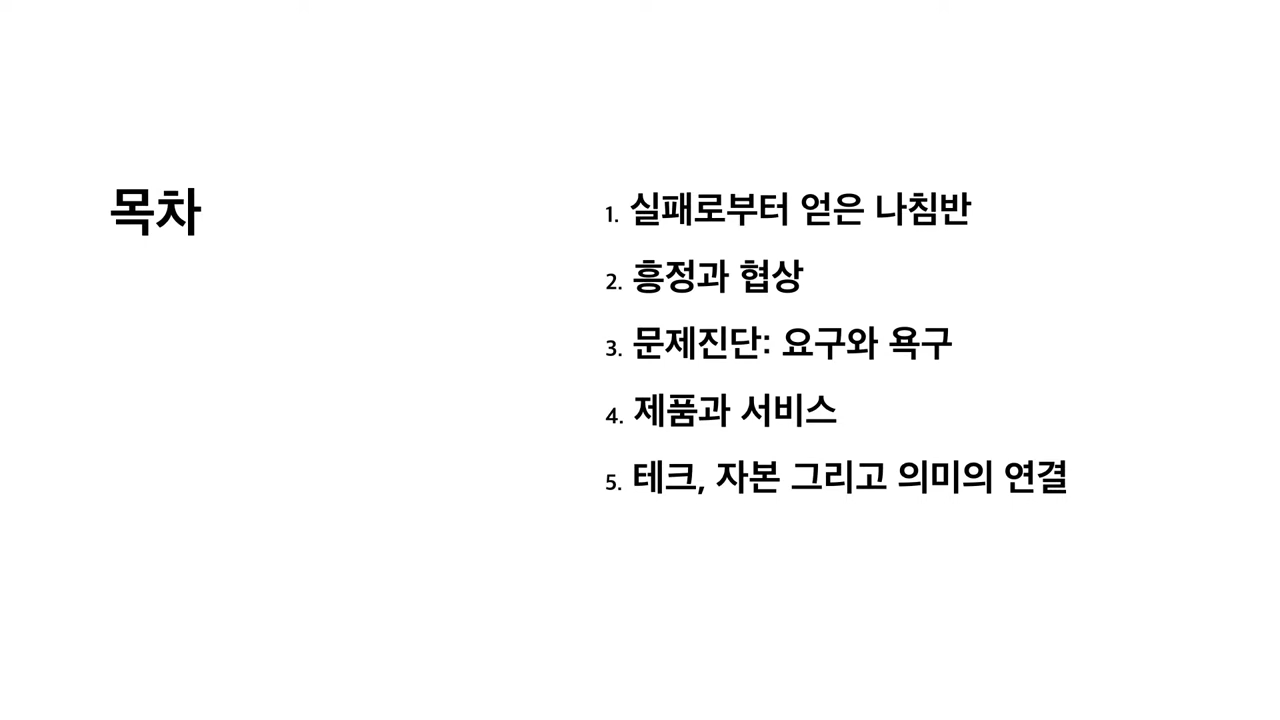 목차
1. 실패로부터 얻은 나침반
2. 흥정과 협상
3. 문제진단: 요구와 욕구
4. 제품과 서비스
5. 테크, 자본 그리고 의미의 연결